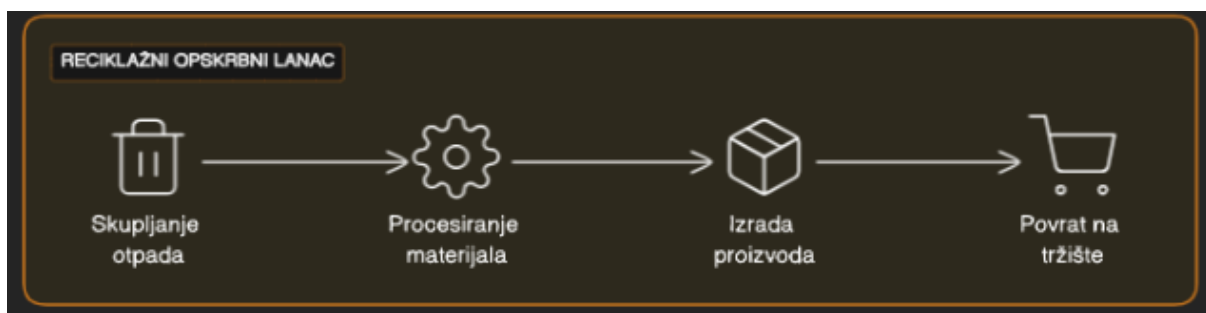 RECIKLAŽNI OPSKRBNI LANAC
Skupljanje
otpada
Procesiranje
materijala
Izrada
proizvoda
Povrat na
tržište